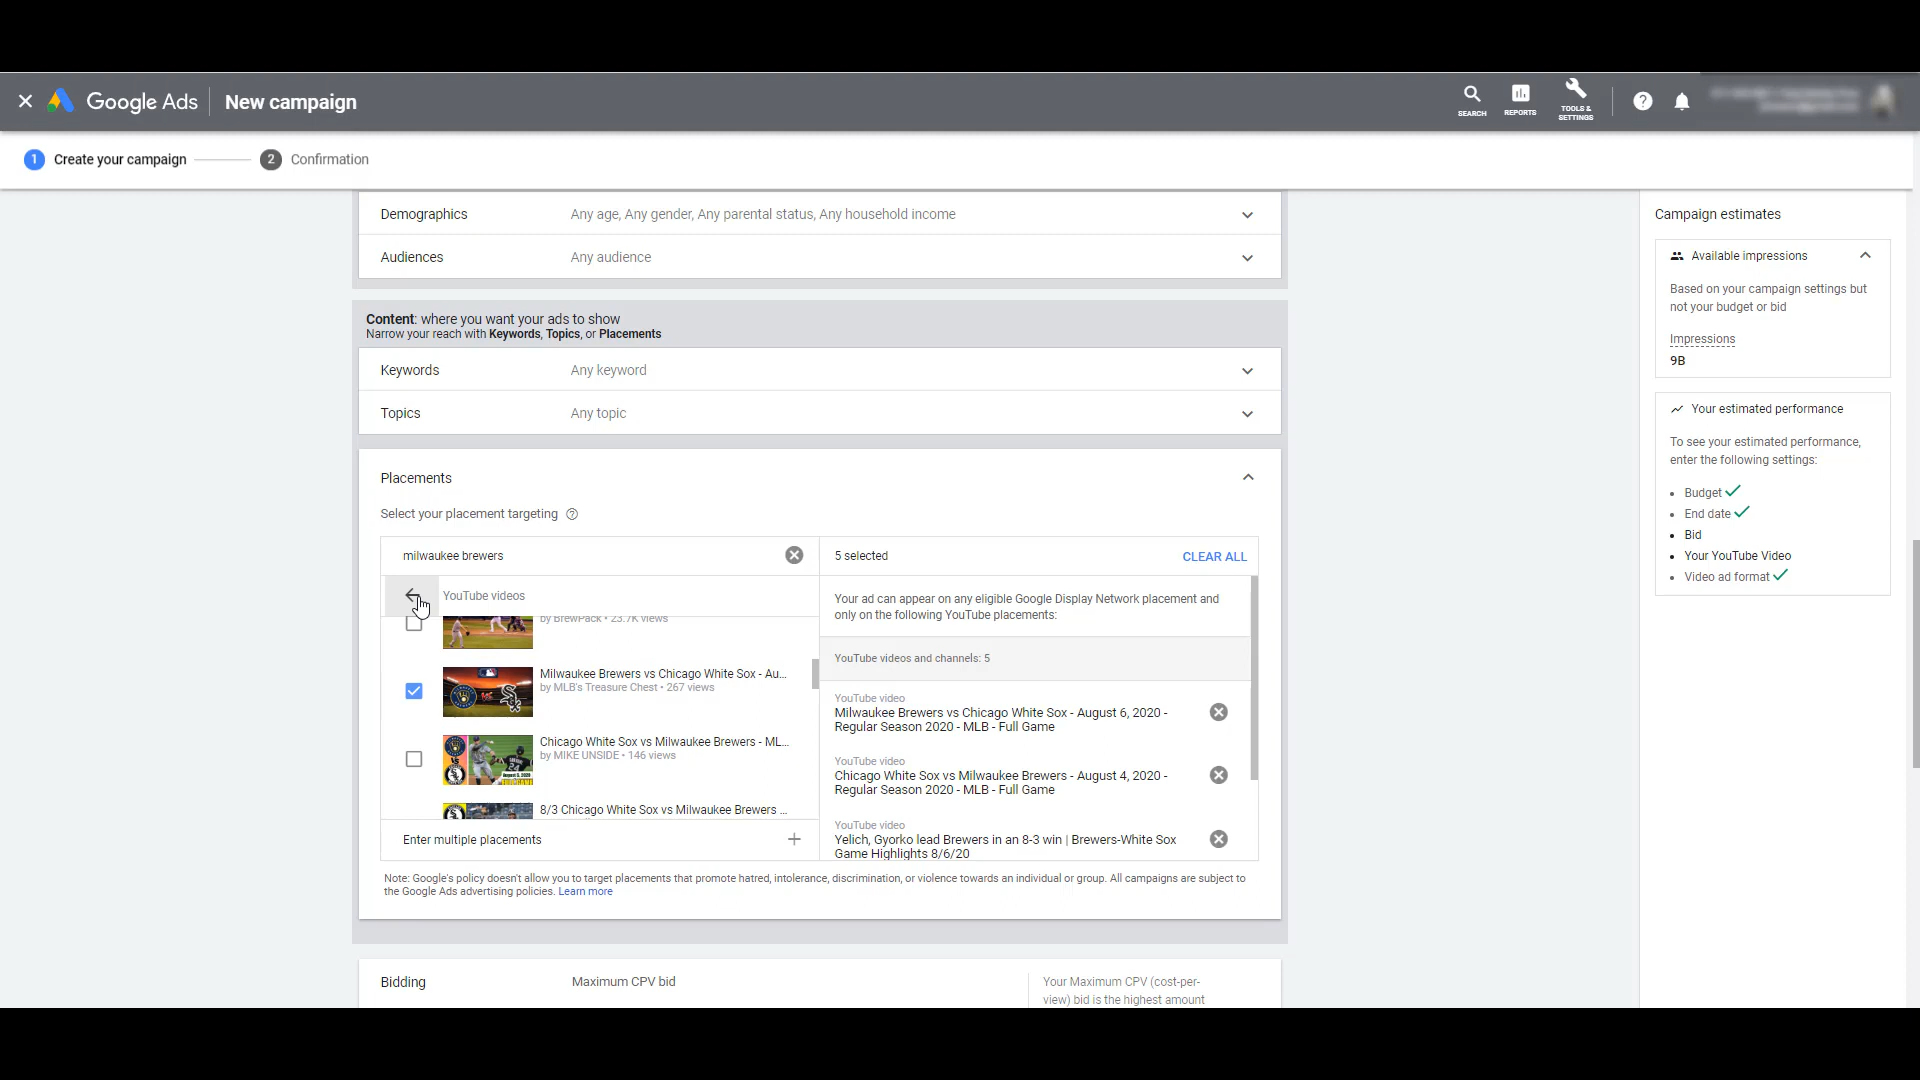 Google Ads
New campaign
SEARCH
REPORTS
TOOLS &
SETTINGS
1 Create your campaign
2 Confirmation
Demographics Any age, Any gender, Any parental status, Any household income
Audiences Any audience
Content: where you want your ads to show
Narrow your reach with Keywords, Topics, or Placements
Keywords Any keyword
Topics Any topic
Placements
Select your placement targeting
milwaukee brewers
YouTube videos
by BrewPack • 23.7K views
Milwaukee Brewers vs Chicago White Sox - Au...
by MLB's Treasure Chest • 267 views
Chicago White Sox vs Milwaukee Brewers - ML...
by MIKE UNSIDE • 146 views
8/3 Chicago White Sox vs Milwaukee Brewers ...
Enter multiple placements
5 selected
CLEAR ALL
Your ad can appear on any eligible Google Display Network placement and
only on the following YouTube placements:
YouTube videos and channels: 5
YouTube video
Milwaukee Brewers vs Chicago White Sox - August 6, 2020 -
Regular Season 2020 - MLB - Full Game
YouTube video
Chicago White Sox vs Milwaukee Brewers - August 4, 2020 -
Regular Season 2020 - MLB - Full Game
YouTube video
Yelich, Gyorko lead Brewers in an 8-3 win | Brewers-White Sox
Game Highlights 8/6/20
Note: Google's policy doesn't allow you to target placements that promote hatred, intolerance, discrimination, or violence towards an individual or group. All campaigns are subject to
the Google Ads advertising policies. Learn more
Bidding Maximum CPV bid
Your Maximum CPV (cost-per-
view) bid is the highest amount
Campaign estimates
Available impressions
Based on your campaign settings but
not your budget or bid
Impressions
9B
Your estimated performance
To see your estimated performance,
enter the following settings:
• Budget
• End date
• Bid
• Your YouTube Video
• Video ad format